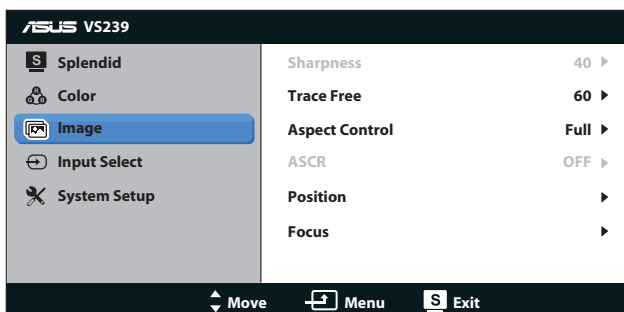 ASUS VS239
S Splendid
Color
Image
Input Select
System Setup
Sharpness 40
Trace Free 60
Aspect Control Full
ASCR OFF
Position
Focus
Move Menu S Exit